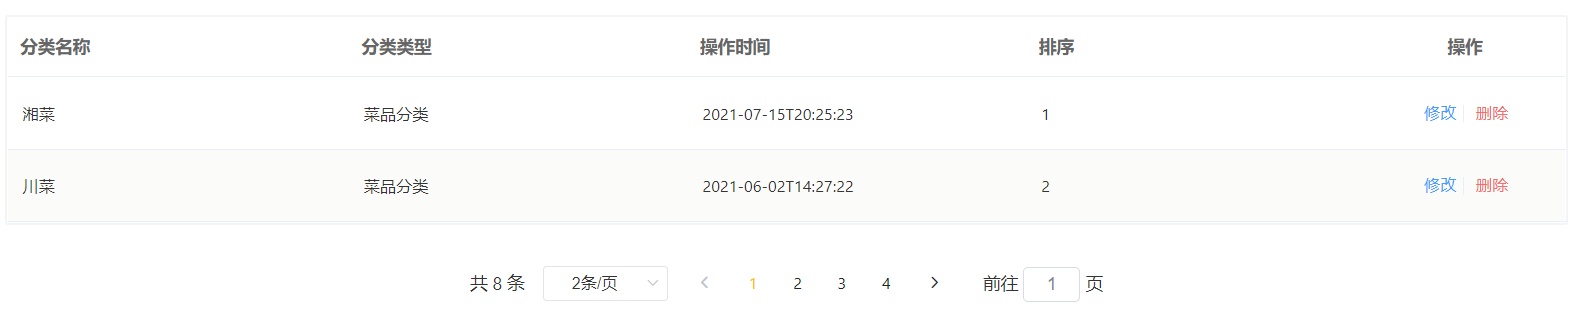 分类名称 分类类型 操作时间 排序 操作
湘菜 菜品分类 2021-07-15T20:25:23 1 修改 删除
川菜 菜品分类 2021-06-02T14:27:22 2 修改 删除
共 8 条 2条/页 1 2 3 4 前往 1 页